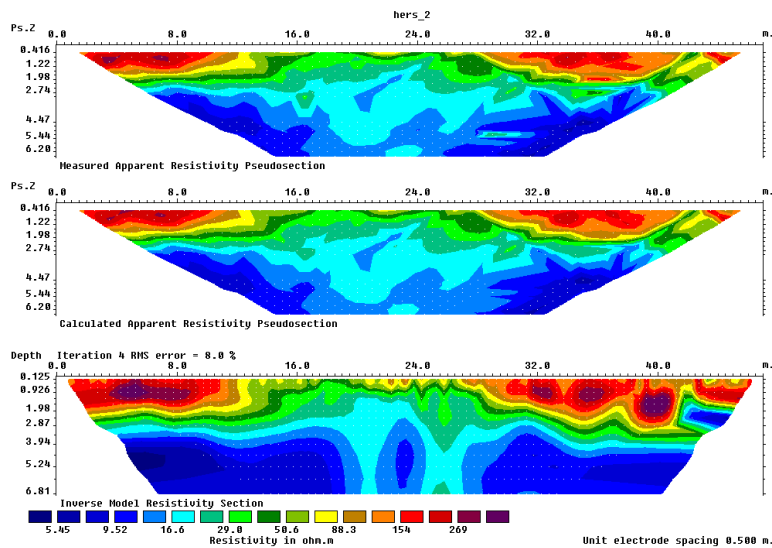 hers_2
Ps.Z 0.0 8.0 16.0 24.0 32.0 40.0 m.
0.416
1.22
1.98
2.74
4.47
5.44
6.20
Measured Apparent Resistivity Pseudosection
Ps.Z 0.0 8.0 16.0 24.0 32.0 40.0 m.
0.416
1.22
2.74
4.47
5.44
6.20
Calculated Apparent Resistivity Pseudosection
Depth Iteration 4 RMS error = 8.0 %
0.0 8.0 16.0 24.0 32.0 40.0 m.
0.125
0.926
1.98
2.87
3.94
5.24
6.81
Inverse Model Resistivity Section
5.45 9.52 16.6 29.0 50.6 88.3 154 269
Resistivity in ohm.m
Unit electrode spacing 0.500 m.